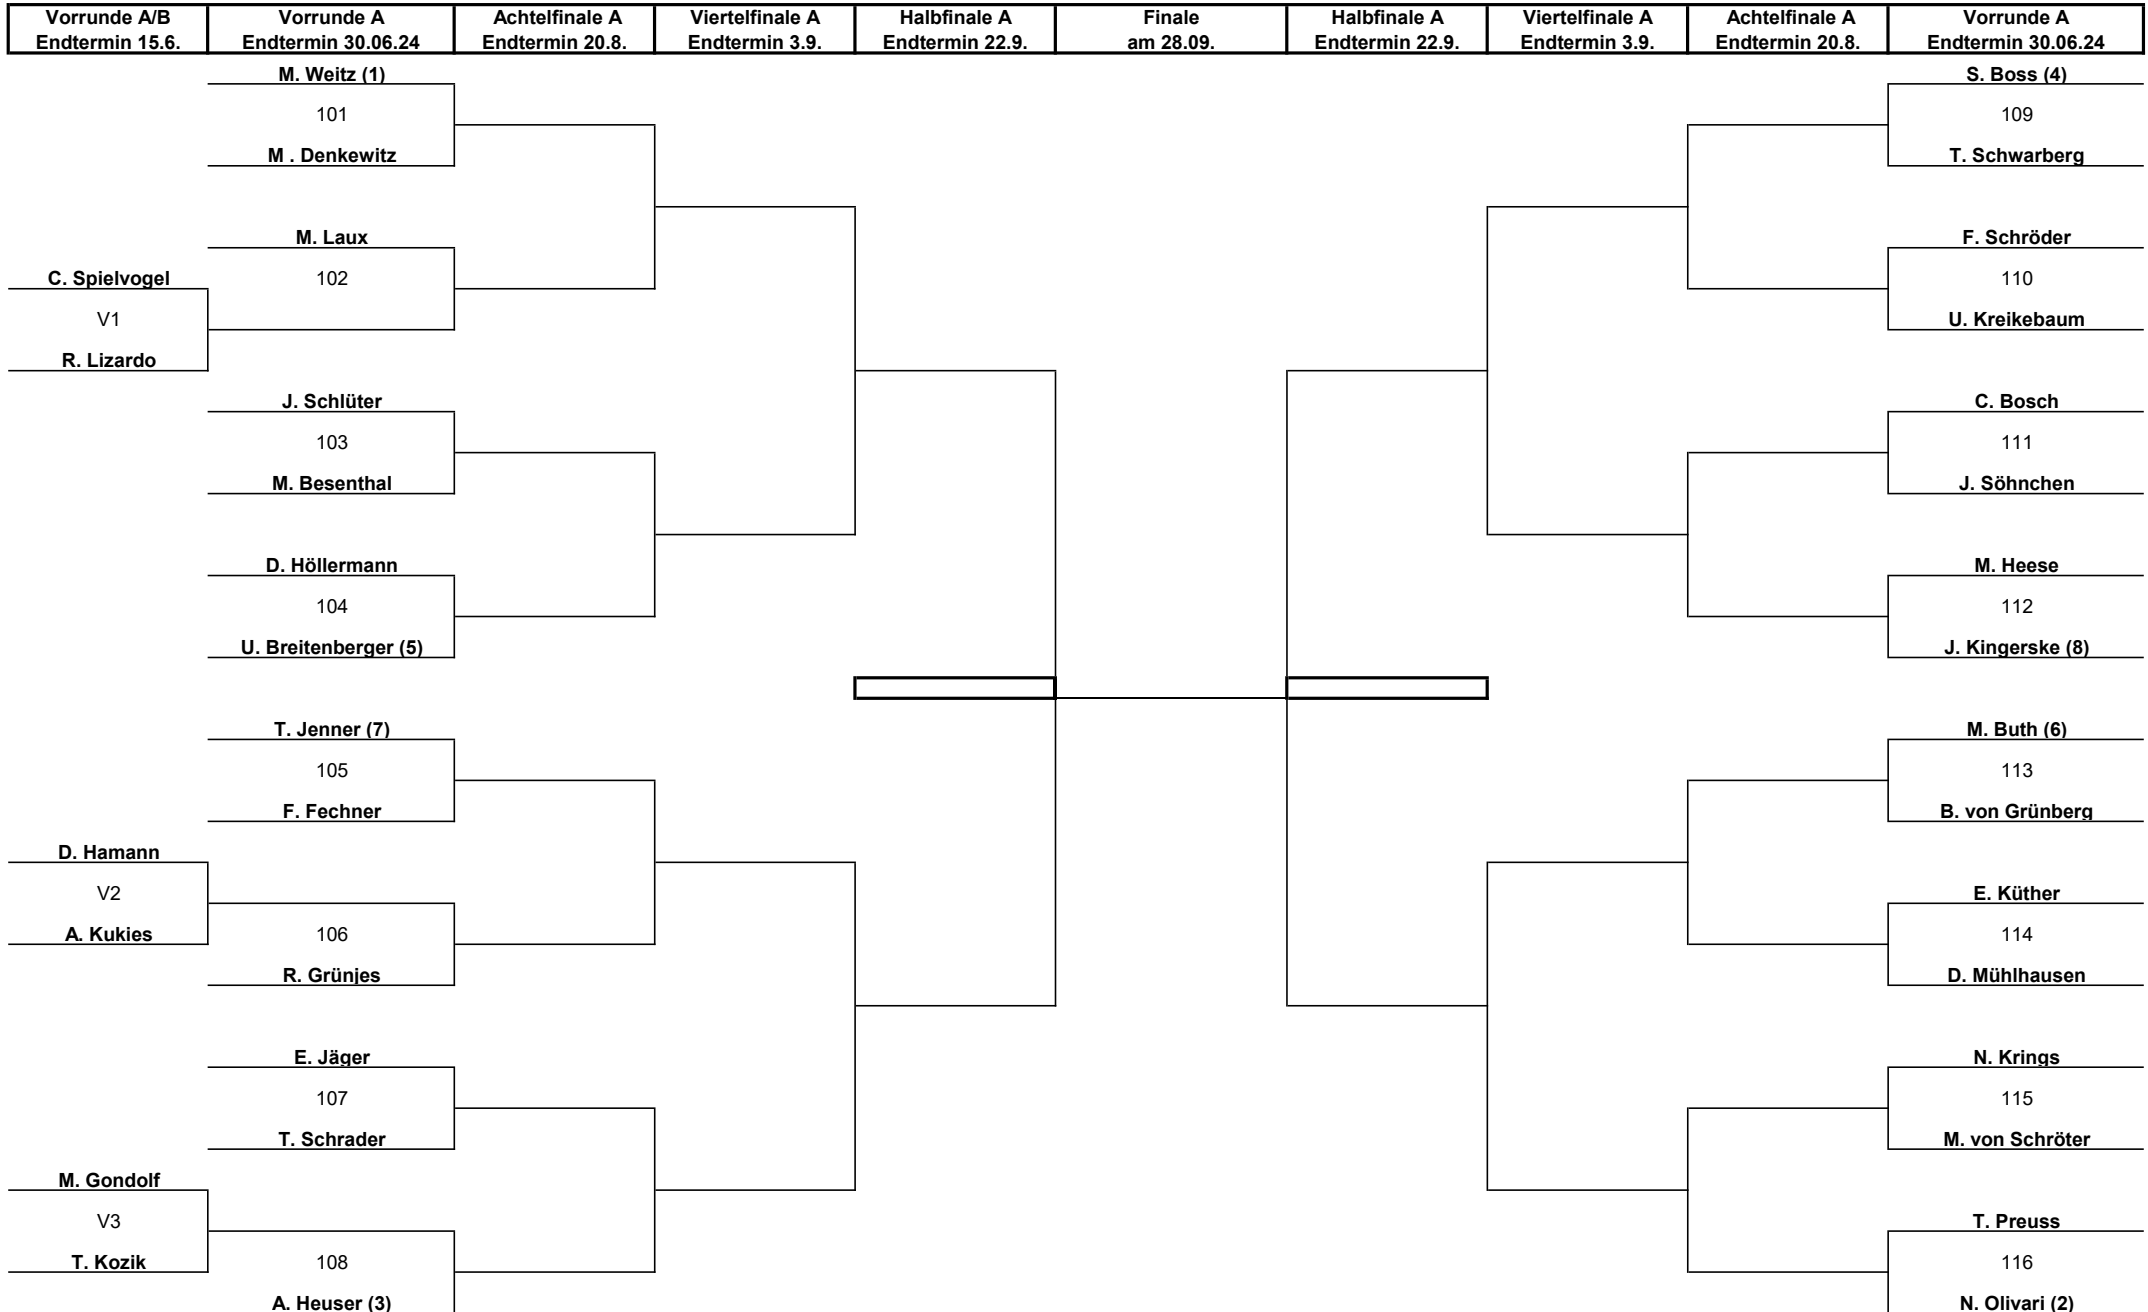 Vorrunde A/B Vorrunde A Achtelfinale A Viertelfinale A Halbfinale A Finale Halbfinale A Viertelfinale A Achtelfinale A Vorrunde A
Endtermin 15.6. Endtermin 30.06.24 Endtermin 20.8. Endtermin 3.9. Endtermin 22.9. am 28.09. Endtermin 22.9. Endtermin 3.9. Endtermin 20.8. Endtermin 30.06.24
M. Weitz (1) S. Boss (4)
101 109
M . Denkewitz T. Schwarberg
M. Laux F. Schröder
C. Spielvogel 102 110
V1 U. Kreikebaum
R. Lizardo
J. Schlüter C. Bosch
103 111
M. Besenthal J. Söhnchen
D. Höllermann M. Heese
104 112
U. Breitenberger (5) J. Kingerske (8)
T. Jenner (7) M. Buth (6)
105 113
F. Fechner B. von Grünberg
D. Hamann
V2 E. Küther
A. Kukies 106 114
R. Grünjes D. Mühlhausen
E. Jäger N. Krings
107 115
T. Schrader M. von Schröter
M. Gondolf
V3 T. Preuss
T. Kozik 108 116
A. Heuser (3) N. Olivari (2)